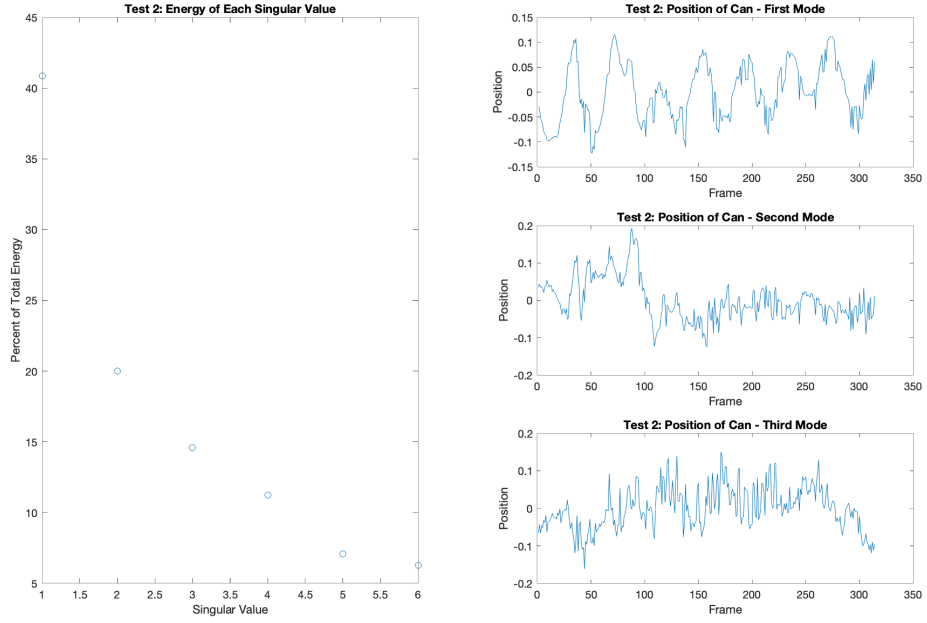 Test 2: Energy of Each Singular Value
45
40
35
30
25
20
15
10
5
Percent of Total Energy
1 1.5 2 2.5 3 3.5 4 4.5 5 5.5 6
Singular Value
Test 2: Position of Can - First Mode
0.15
0.1
0.05
0
-0.05
-0.1
-0.15
Position
0 50 100 150 200 250 300 350
Frame
Test 2: Position of Can - Second Mode
0.2
0.1
0
-0.1
-0.2
Position
0 50 100 150 200 250 300 350
Frame
Test 2: Position of Can - Third Mode
0.2
0.1
0
-0.1
-0.2
Position
0 50 100 150 200 250 300 350
Frame